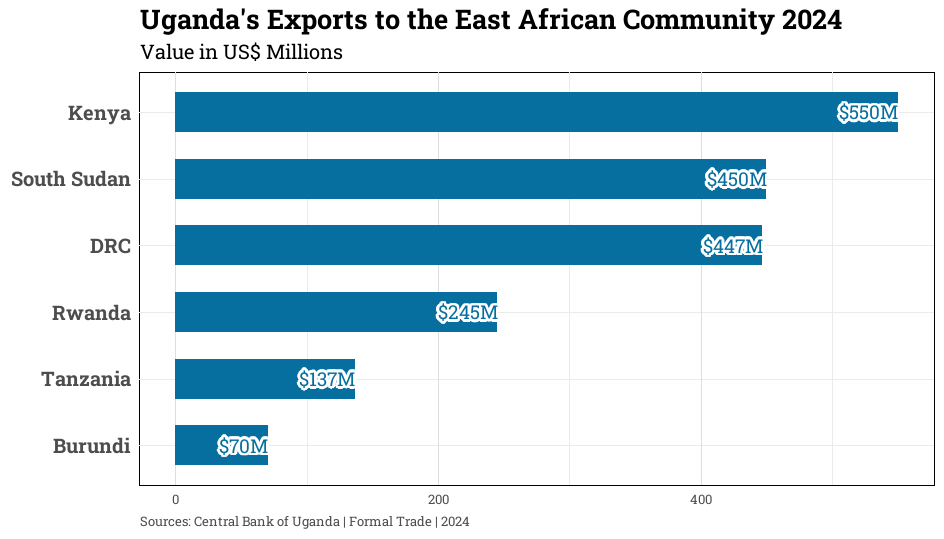 Uganda's Exports to the East African Community 2024
Value in US$ Millions
Kenya $550M
South Sudan $450M
DRC $447M
Rwanda $245M
Tanzania $137M
Burundi $70M
0 200 400
Sources: Central Bank of Uganda | Formal Trade | 2024